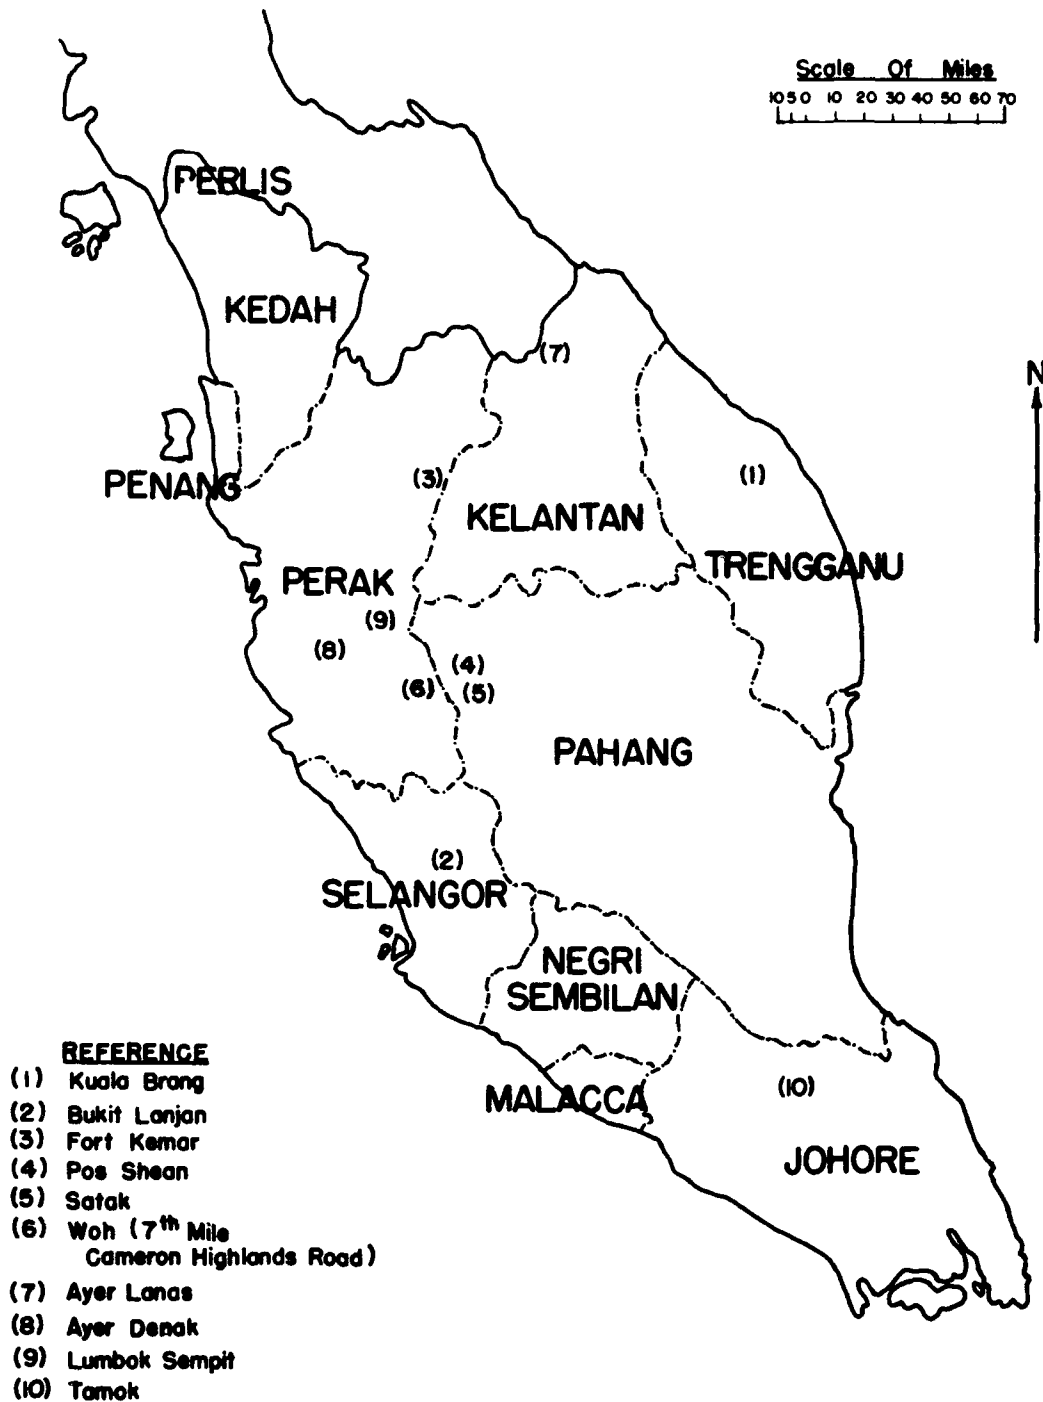 Scale Of Miles
10 5 0 10 20 30 40 50 60 70
PERLIS
KEDAH
N
(7)
PENANG
(3)
(1)
KELANTAN
TRENGGANU
PERAK
(9)
(8)
(4)
(6) (5)
PAHANG
(2)
SELANGOR
NEGRI
SEMBILAN
MALACCA
(10)
JOHORE
REFERENCE
(1) Kuala Brang
(2) Bukit Lanjan
(3) Fort Kemar
(4) Pos Shean
(5) Satak
(6) Woh (7th Mile
Cameron Highlands Road)
(7) Ayer Lanas
(8) Ayer Denak
(9) Lumbok Sempit
(10) Tamok